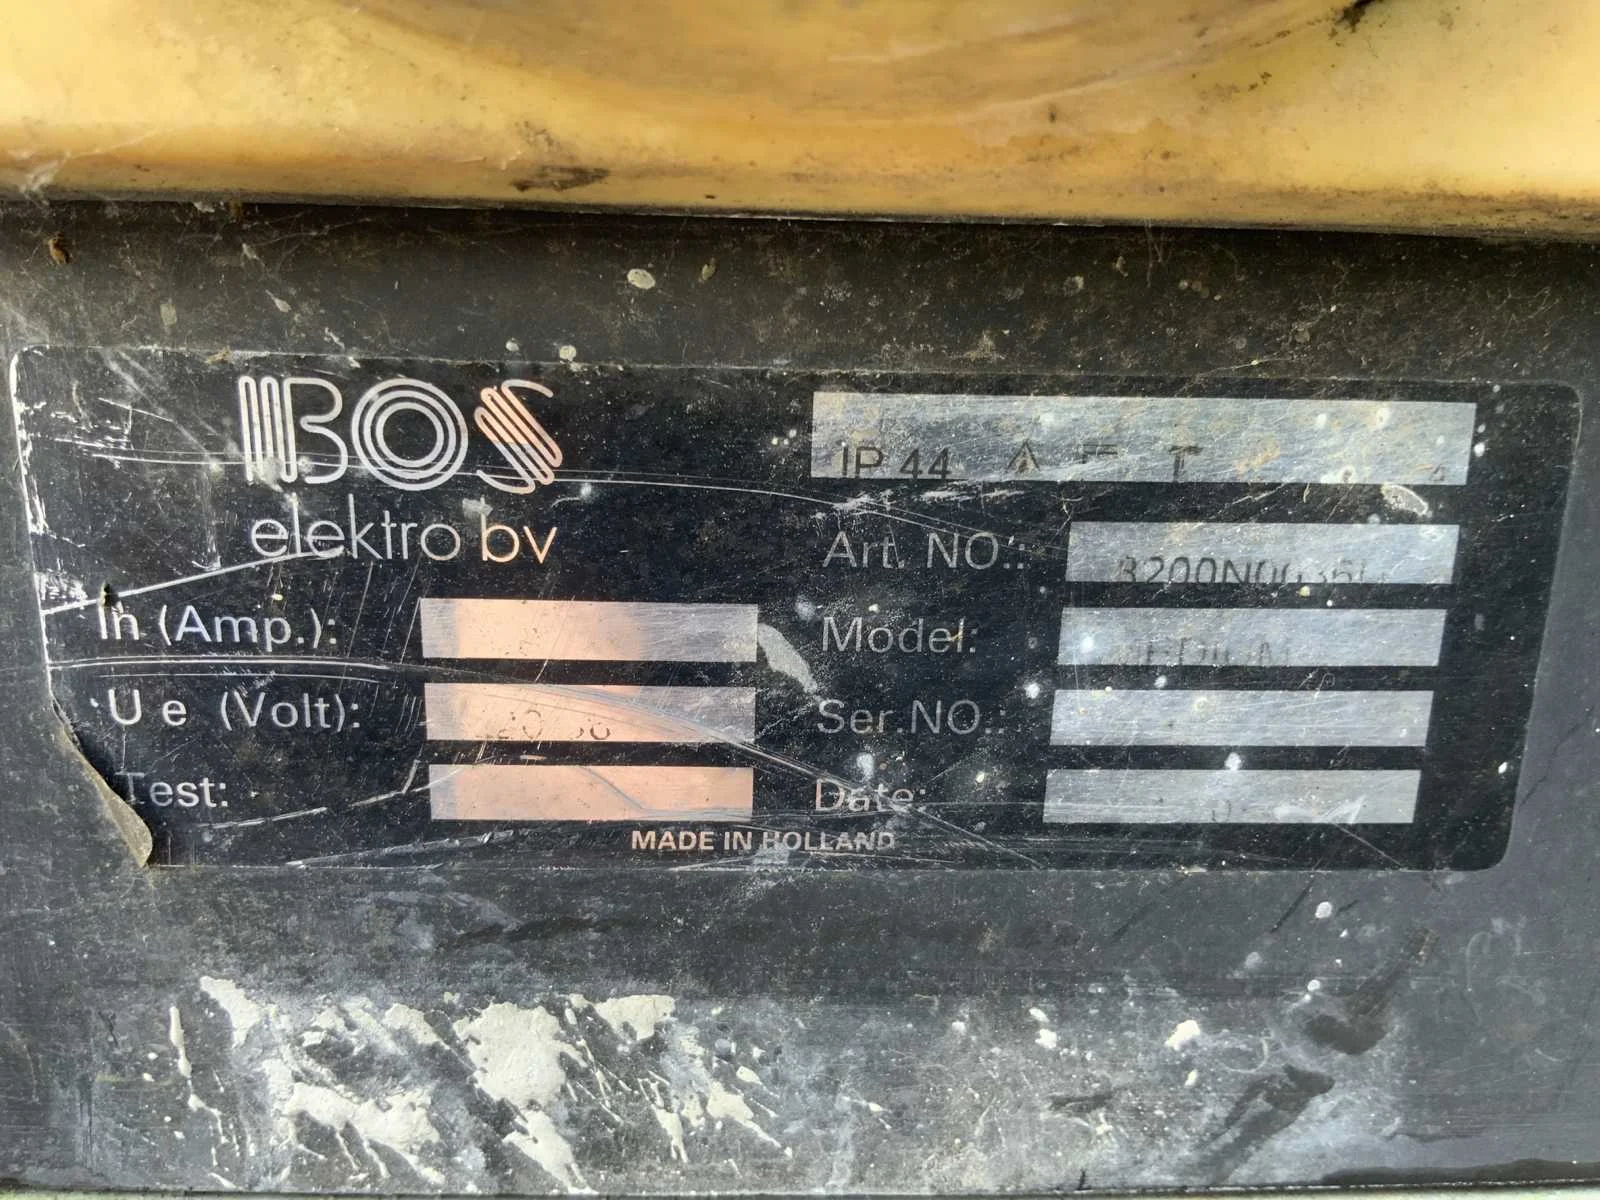 BOS
elektro bv
IP 44
Art. NO.:
In (Amp.):
Model:
U e (Volt):
Ser.NO.:
Test:
Date:
MADE IN HOLLAND